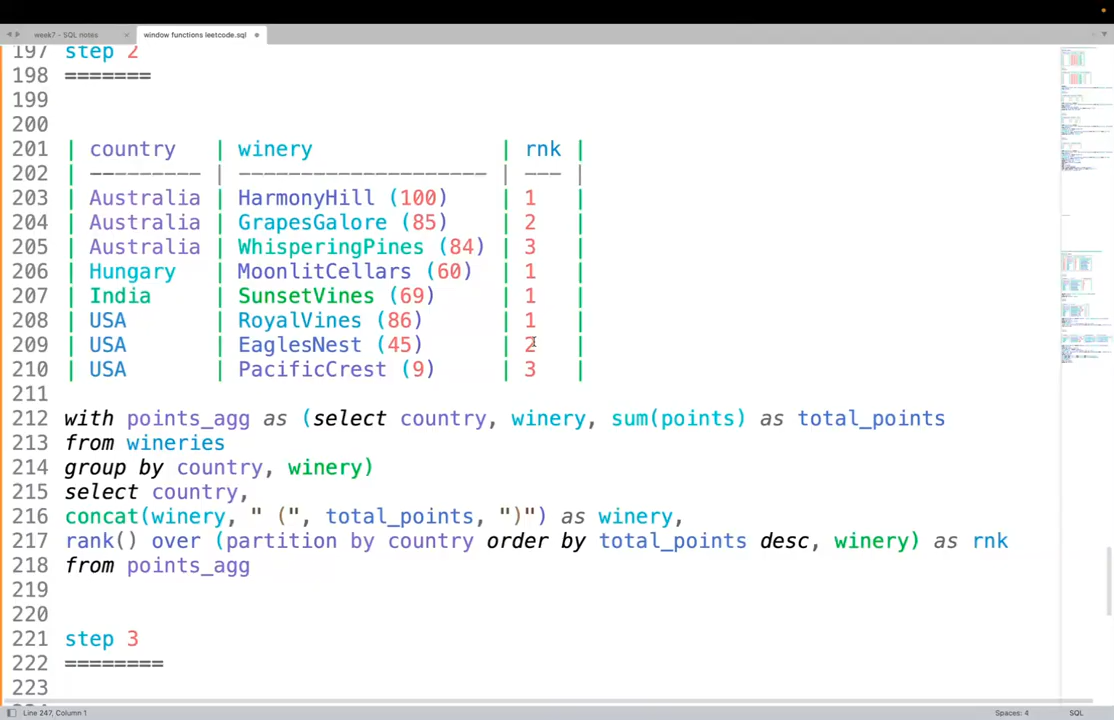 week7 - SQL notes
window functions leetcode.sql
197 step 2
198 =======
199
200
201 | country | winery | rnk |
202 | --------- | -------------------- | --- |
203 | Australia | HarmonyHill (100) | 1 |
204 | Australia | GrapesGalore (85) | 2 |
205 | Australia | WhisperingPines (84) | 3 |
206 | Hungary | MoonlitCellars (60) | 1 |
207 | India | SunsetVines (69) | 1 |
208 | USA | RoyalVines (86) | 1 |
209 | USA | EaglesNest (45) | 2 |
210 | USA | PacificCrest (9) | 3 |
211
212 with points_agg as (select country, winery, sum(points) as total_points
213 from wineries
214 group by country, winery)
215 select country,
216 concat(winery, " (", total_points, ")") as winery,
217 rank() over (partition by country order by total_points desc, winery) as rnk
218 from points_agg
219
220
221 step 3
222 ========
223
Line 247, Column 1
Spaces: 4
SQL